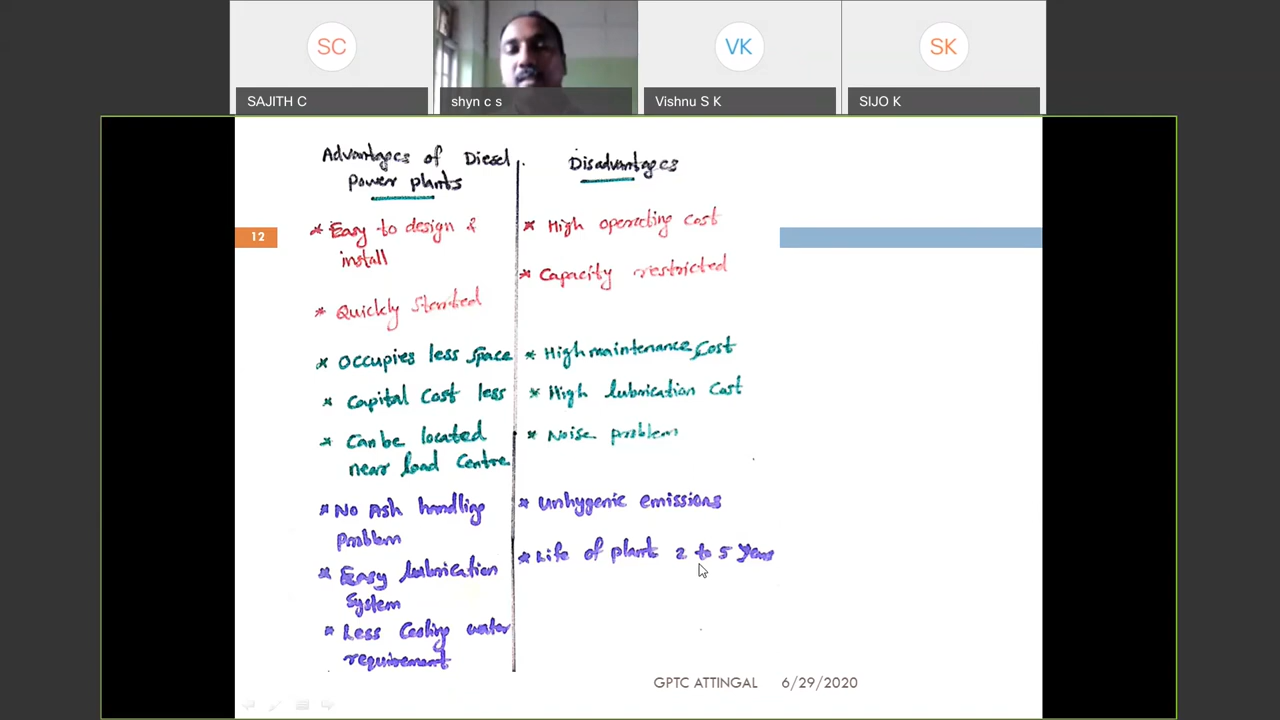 SC
VK
SK
SAJITH C
shyn c s
Vishnu S K
SIJO K
Advantages of Diesel
Power plants
* Easy to design &
install
* Quickly Started
* Occupies less space
* Capital Cost less
* Can be located
near load Centre
* No Ash handling
Problem
* Easy lubrication
System
* Less Cooling water
requirement
Disadvantages
* High operating cost
* Capacity restricted
* High maintenance Cost
* High lubrication Cost
* Noise problem
* Unhygenic emissions
* Life of plant 2 to 5 years
12
GPTC ATTINGAL 6/29/2020